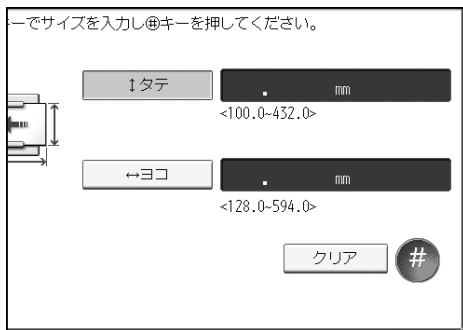 ーでサイズを入力し#キーを押してください。
↕タテ
. mm
<100.0~432.0>
↔ヨコ
. mm
<128.0~594.0>
クリア #